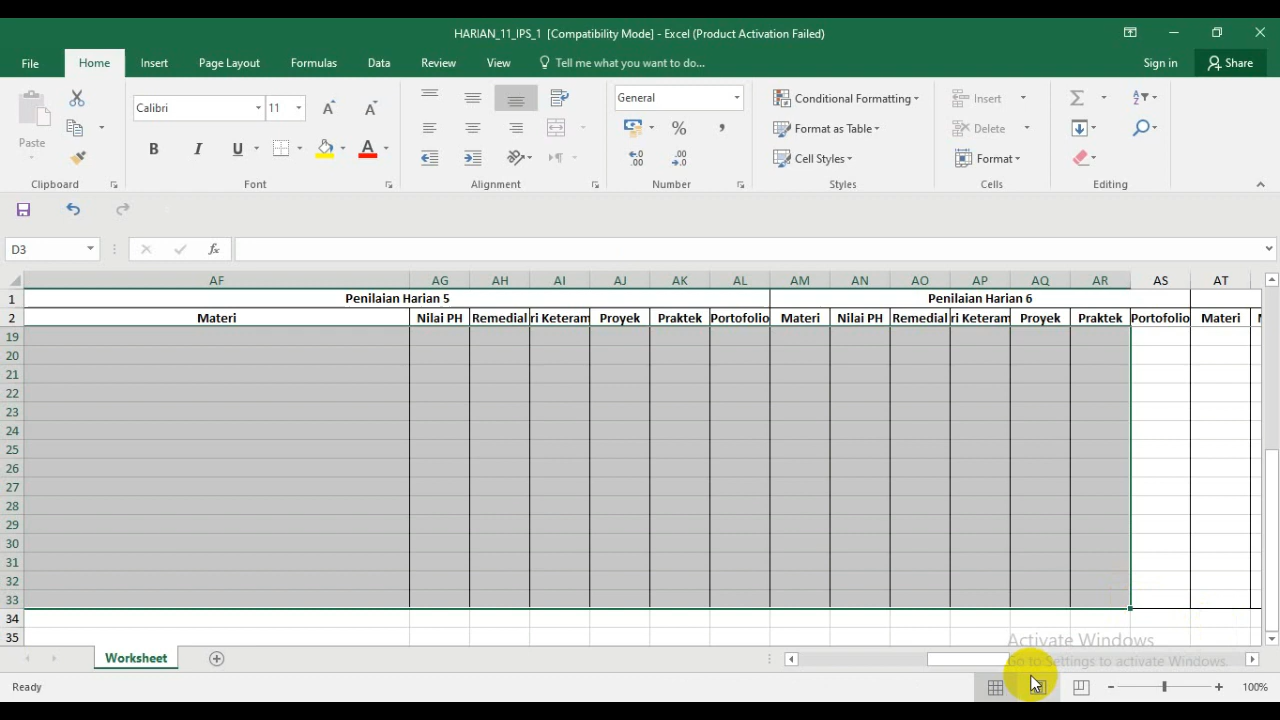 HARIAN_11_IPS_1 [Compatibility Mode] - Excel (Product Activation Failed)
File Home Insert Page Layout Formulas Data Review View Tell me what you want to do... Sign in Share
Calibri 11 General Conditional Formatting Insert
Paste B I U % , Format as Table Delete
Cell Styles Format
Clipboard Font Alignment Number Styles Cells Editing
D3 fx
AF AG AH AI AJ AK AL AM AN AO AP AQ AR AS AT
1 Penilaian Harian 5 Penilaian Harian 6
2 Materi Nilai PH Remedial ri Keteram Proyek Praktek Portofolio Materi Nilai PH Remedial ri Keteram Proyek Praktek Portofolio Materi
19
20
21
22
23
24
25
26
27
28
29
30
31
32
33
34
35
Activate Windows
Go to Settings to activate Windows.
Worksheet
Ready 100%